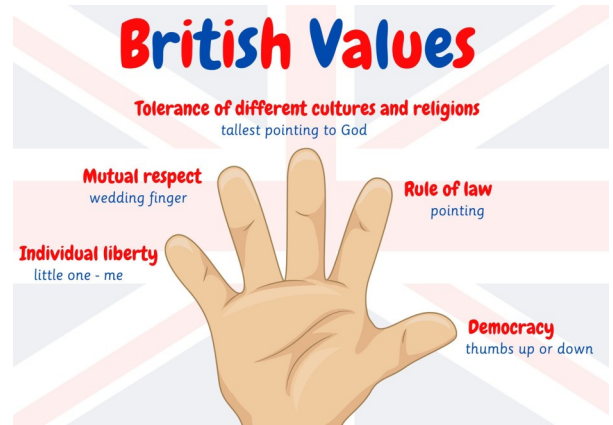 British Values
Tolerance of different cultures and religions
tallest pointing to God
Mutual respect
wedding finger
Rule of law
pointing
Individual liberty
little one - me
Democracy
thumbs up or down